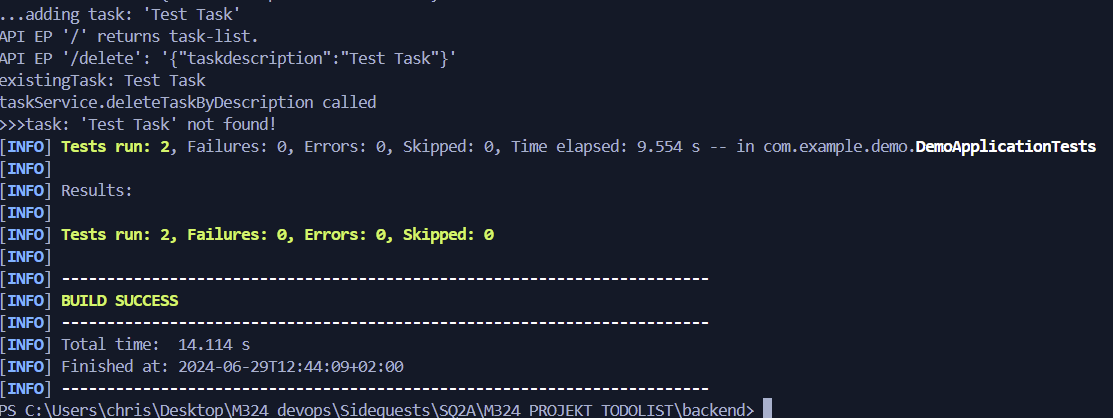 ...adding task: 'Test Task'
API EP '/' returns task-list.
API EP '/delete': '{"taskdescription":"Test Task"}'
existingTask: Test Task
taskService.deleteTaskByDescription called
>>>task: 'Test Task' not found!
[INFO] Tests run: 2, Failures: 0, Errors: 0, Skipped: 0, Time elapsed: 9.554 s -- in com.example.demo.DemoApplicationTests
[INFO]
[INFO] Results:
[INFO]
[INFO] Tests run: 2, Failures: 0, Errors: 0, Skipped: 0
[INFO]
[INFO] ------------------------------------------------------------------------
[INFO] BUILD SUCCESS
[INFO] ------------------------------------------------------------------------
[INFO] Total time:  14.114 s
[INFO] Finished at: 2024-06-29T12:44:09+02:00
[INFO] ------------------------------------------------------------------------
PS C:\Users\chris\Desktop\M324 devops\Sidequests\SQ2A\M324 PROJEKT TODOLIST\backend>